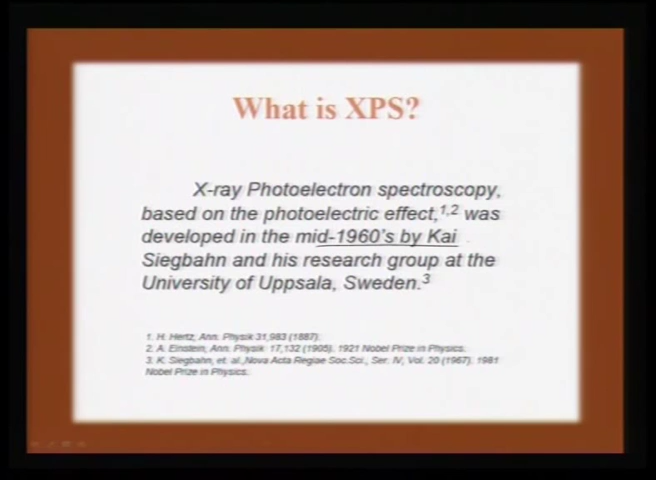 What is XPS?
X-ray Photoelectron spectroscopy,
based on the photoelectric effect,1,2 was
developed in the mid-1960's by Kai
Siegbahn and his research group at the
University of Uppsala, Sweden.3
1. H. Hertz, Ann. Physik 31,983 (1887).
2. A. Einstein, Ann. Physik 17,132 (1905). 1921 Nobel Prize in Physics.
3. K. Siegbahn, et. al.,Nova Acta Regiae Soc.Sci., Ser. IV, Vol. 20 (1967). 1981
Nobel Prize in Physics.